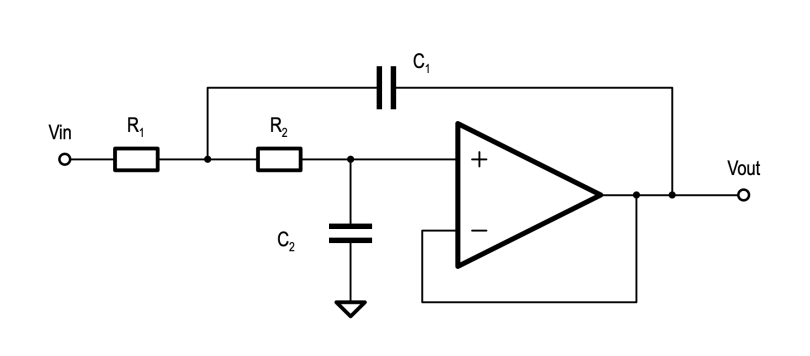 C₁
Vin
R₁
R₂
+
Vout
−
C₂